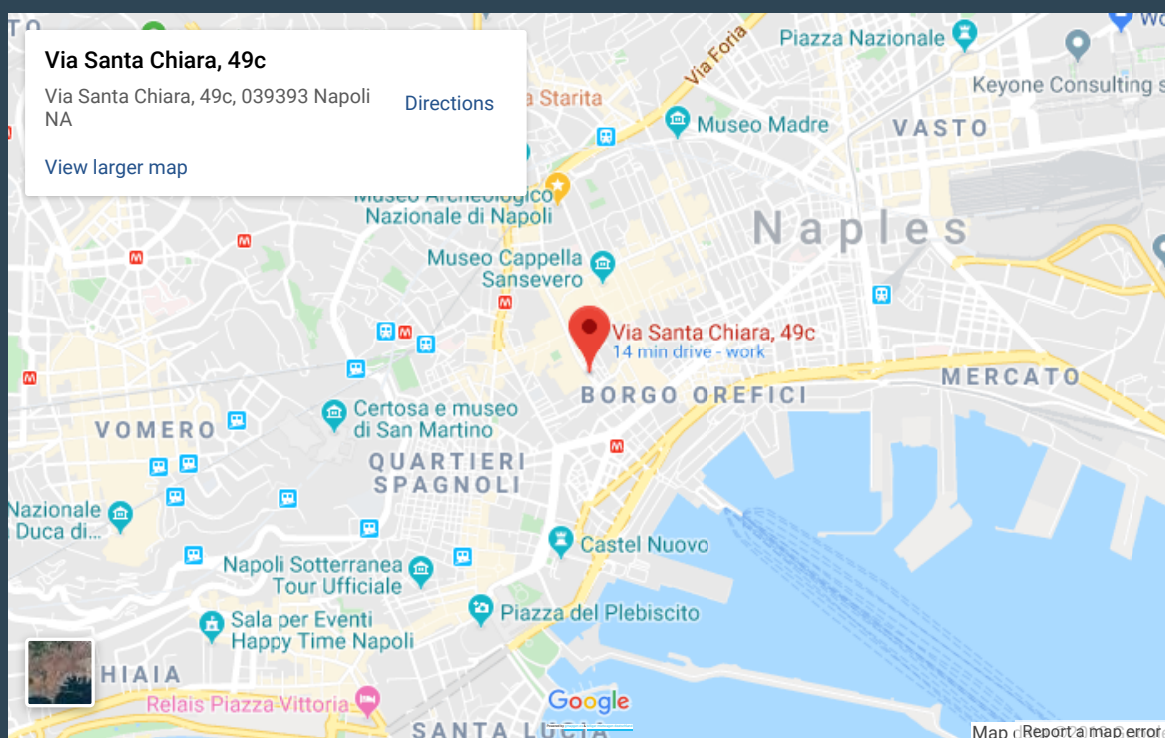 TO
Via Santa Chiara, 49c
Via Santa Chiara, 49c, 039393 Napoli
NA
Directions
View larger map
Via Foria
Piazza Nazionale
Keyone Consulting s
a Starita
Museo Madre
VASTO
Museo Archeologico
Nazionale di Napoli
Naples
Museo Cappella
Sansevero
Via Santa Chiara, 49c
14 min drive - work
BORGO OREFICI
MERCATO
Certosa e museo
di San Martino
VOMERO
QUARTIERI
SPAGNOLI
Nazionale
Duca di...
Castel Nuovo
Napoli Sotterranea
Tour Ufficiale
Piazza del Plebiscito
Sala per Eventi
Happy Time Napoli
HIAIA
Relais Piazza Vittoria
Google
SANTA LUCIA
Map
Report a map error